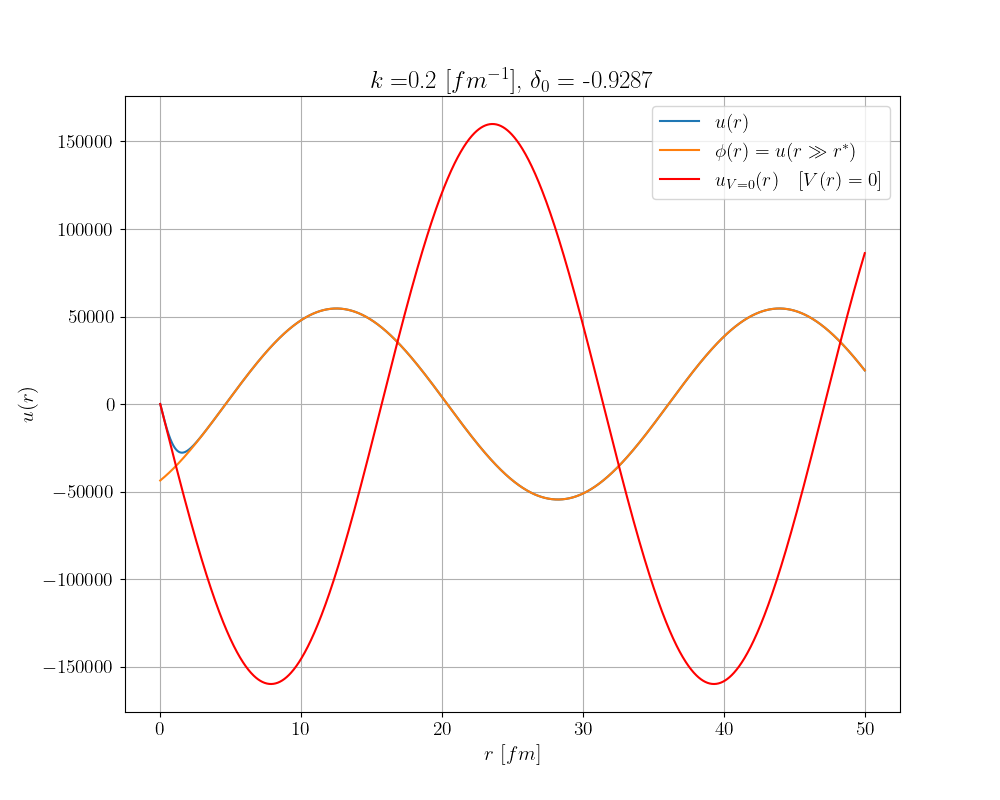 k =0.2 [fm⁻¹], δ₀ = -0.9287
u(r)
ϕ(r) = u(r ≫ r*)
u_{V=0}(r) [V(r) = 0]
150000
100000
50000
0
−50000
−100000
−150000
u(r)
0 10 20 30 40 50
r [fm]